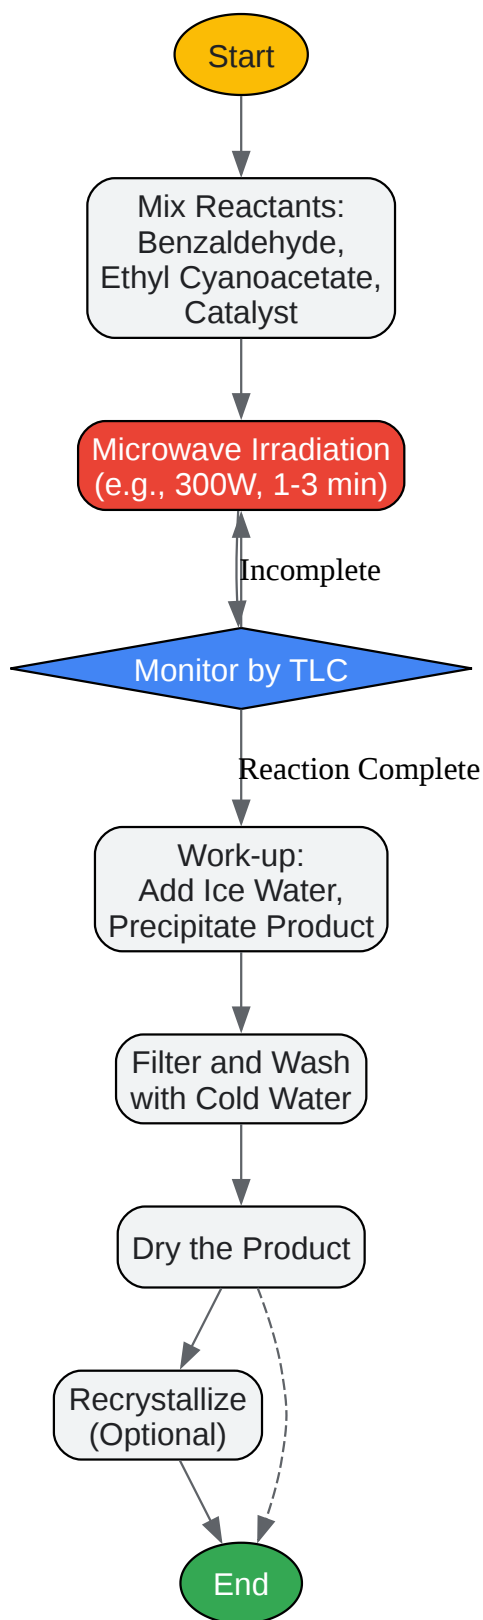 Start
Mix Reactants:
Benzaldehyde,
Ethyl Cyanoacetate,
Catalyst
Microwave Irradiation
(e.g., 300W, 1-3 min)
Incomplete
Monitor by TLC
Reaction Complete
Work-up:
Add Ice Water,
Precipitate Product
Filter and Wash
with Cold Water
Dry the Product
Recrystallize
(Optional)
End